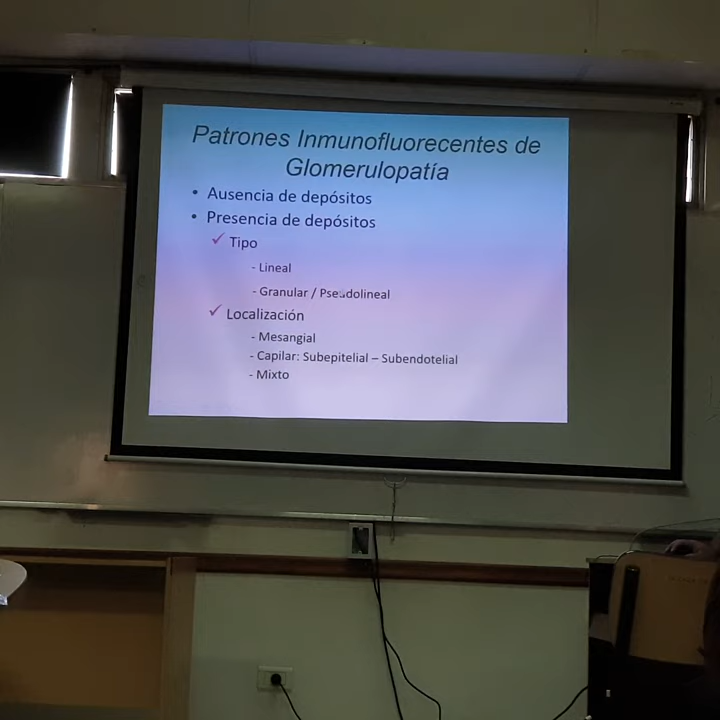 Patrones Inmunofluorecentes de
Glomerulopatía
• Ausencia de depósitos
• Presencia de depósitos
✓ Tipo
- Lineal
- Granular / Pseudolineal
✓ Localización
- Mesangial
- Capilar: Subepitelial – Subendotelial
- Mixto